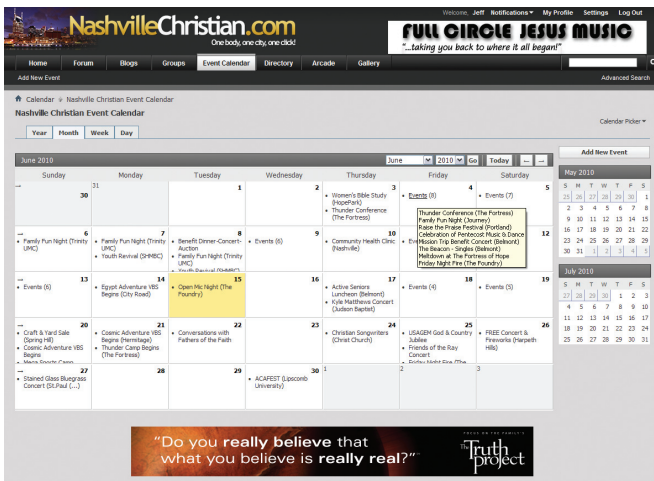 Welcome, Jeff Notifications My Profile Settings Log Out
NashvilleChristian.com
One body, one city, one click!
FULL CIRCLE JESUS MUSIC
"...taking you back to where it all began!"
Home Forum Blogs Groups Event Calendar Directory Arcade Gallery
Add New Event
Advanced Search
Calendar Nashville Christian Event Calendar
Nashville Christian Event Calendar
Calendar Picker
Year Month Week Day
Add New Event
June 2010
June 2010 Go Today ← →
Sunday Monday Tuesday Wednesday Thursday Friday Saturday
→ 30
31
1
2
3
• Women's Bible Study (HopePark)
• Thunder Conference (The Fortress)
4
• Events (8)
5
• Events (7)
Thunder Conference (The Fortress)
Family Fun Night (Journey)
Raise the Praise Festival (Portland)
Celebration of Pentecost Music & Dance
Mission Trip Benefit Concert (Belmont)
The Beacon - Singles (Belmont)
Meltdown at the Fortress of Hope
Friday Night Fire (The Foundry)
→ 6
• Family Fun Night (Trinity
UMC)
7
• Family Fun Night (Trinity
UMC)
• Youth Revival (SHMBC)
8
• Benefit Dinner-Concert-
Auction
• Family Fun Night (Trinity
UMC)
• Youth Revival (SHMBC)
9
• Events (6)
10
• Community Health Clinic
(Nashville)
12
→ 13
• Events (6)
14
• Egypt Adventure VBS
Begins (City Road)
15
• Open Mic Night (The
Foundry)
16
17
• Active Seniors
Luncheon (Belmont)
• Kyle Matthews Concert
(Judson Baptist)
18
• Events (4)
19
• Events (5)
→ 20
• Craft & Yard Sale
(Spring Hill)
• Cosmic Adventure VBS
Begins
• Mega Sports Camp
21
• Cosmic Adventure VBS
Begins (Hermitage)
• Thunder Camp Begins
(The Fortress)
22
• Conversations with
Fathers of the Faith
23
24
• Christian Songwriters
(Christ Church)
25
• USAGEM God & Country
Jubilee
• Friends of the Ray
Concert
• Friday Night Fire (The
26
• FREE Concert &
Fireworks (Harpeth
Hills)
→ 27
• Stained Glass Bluegrass
Concert (St.Paul (...)
28
29
30
• ACAFEST (Lipscomb
University)
1
2
3
May 2010
S M T W T F S
25 26 27 28 29 30 1
2 3 4 5 6 7 8
9 10 11 12 13 14 15
16 17 18 19 20 21 22
23 24 25 26 27 28 29
30 31 1 2 3 4 5
July 2010
S M T W T F S
27 28 29 30 1 2 3
4 5 6 7 8 9 10
11 12 13 14 15 16 17
18 19 20 21 22 23 24
25 26 27 28 29 30 31
"Do you really believe that
what you believe is really real?"
FOCUS ON THE FAMILY'S
The Truth
project